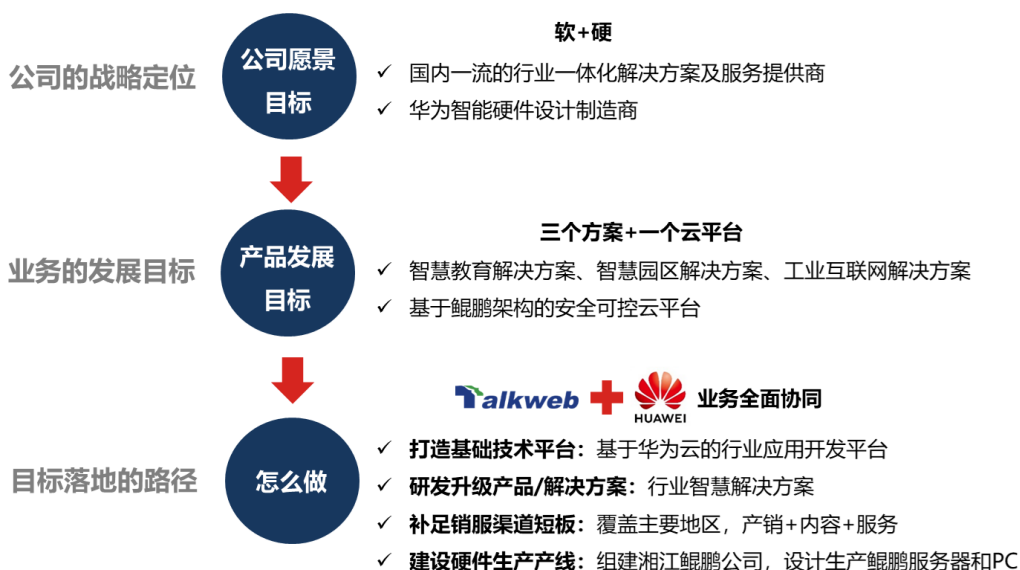 软+硬
公司的战略定位
公司愿景
目标
✓ 国内一流的行业一体化解决方案及服务提供商
✓ 华为智能硬件设计制造商
三个方案+一个云平台
业务的发展目标
产品发展
目标
✓ 智慧教育解决方案、智慧园区解决方案、工业互联网解决方案
✓ 基于鲲鹏架构的安全可控云平台
Talkweb + HUAWEI 业务全面协同
目标落地的路径
怎么做
✓ 打造基础技术平台：基于华为云的行业应用开发平台
✓ 研发升级产品/解决方案：行业智慧解决方案
✓ 补足销服渠道短板：覆盖主要地区，产销+内容+服务
✓ 建设硬件生产产线：组建湘江鲲鹏公司，设计生产鲲鹏服务器和PC